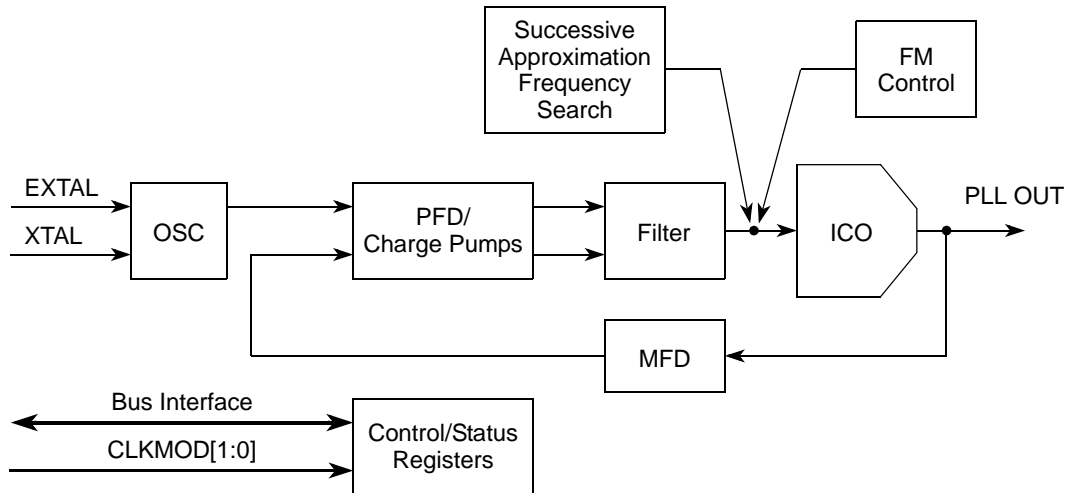 Successive
Approximation
Frequency
Search
FM
Control
EXTAL
XTAL
OSC
PFD/
Charge Pumps
Filter
ICO
PLL OUT
MFD
Bus Interface
CLKMOD[1:0]
Control/Status
Registers